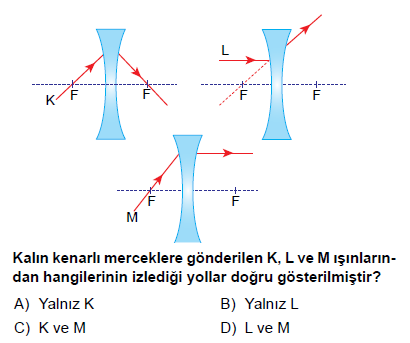 L
K F F F F
F F
M
Kalın kenarlı merceklere gönderilen K, L ve M ışınların-
dan hangilerinin izlediği yollar doğru gösterilmiştir?
A) Yalnız K B) Yalnız L
C) K ve M D) L ve M